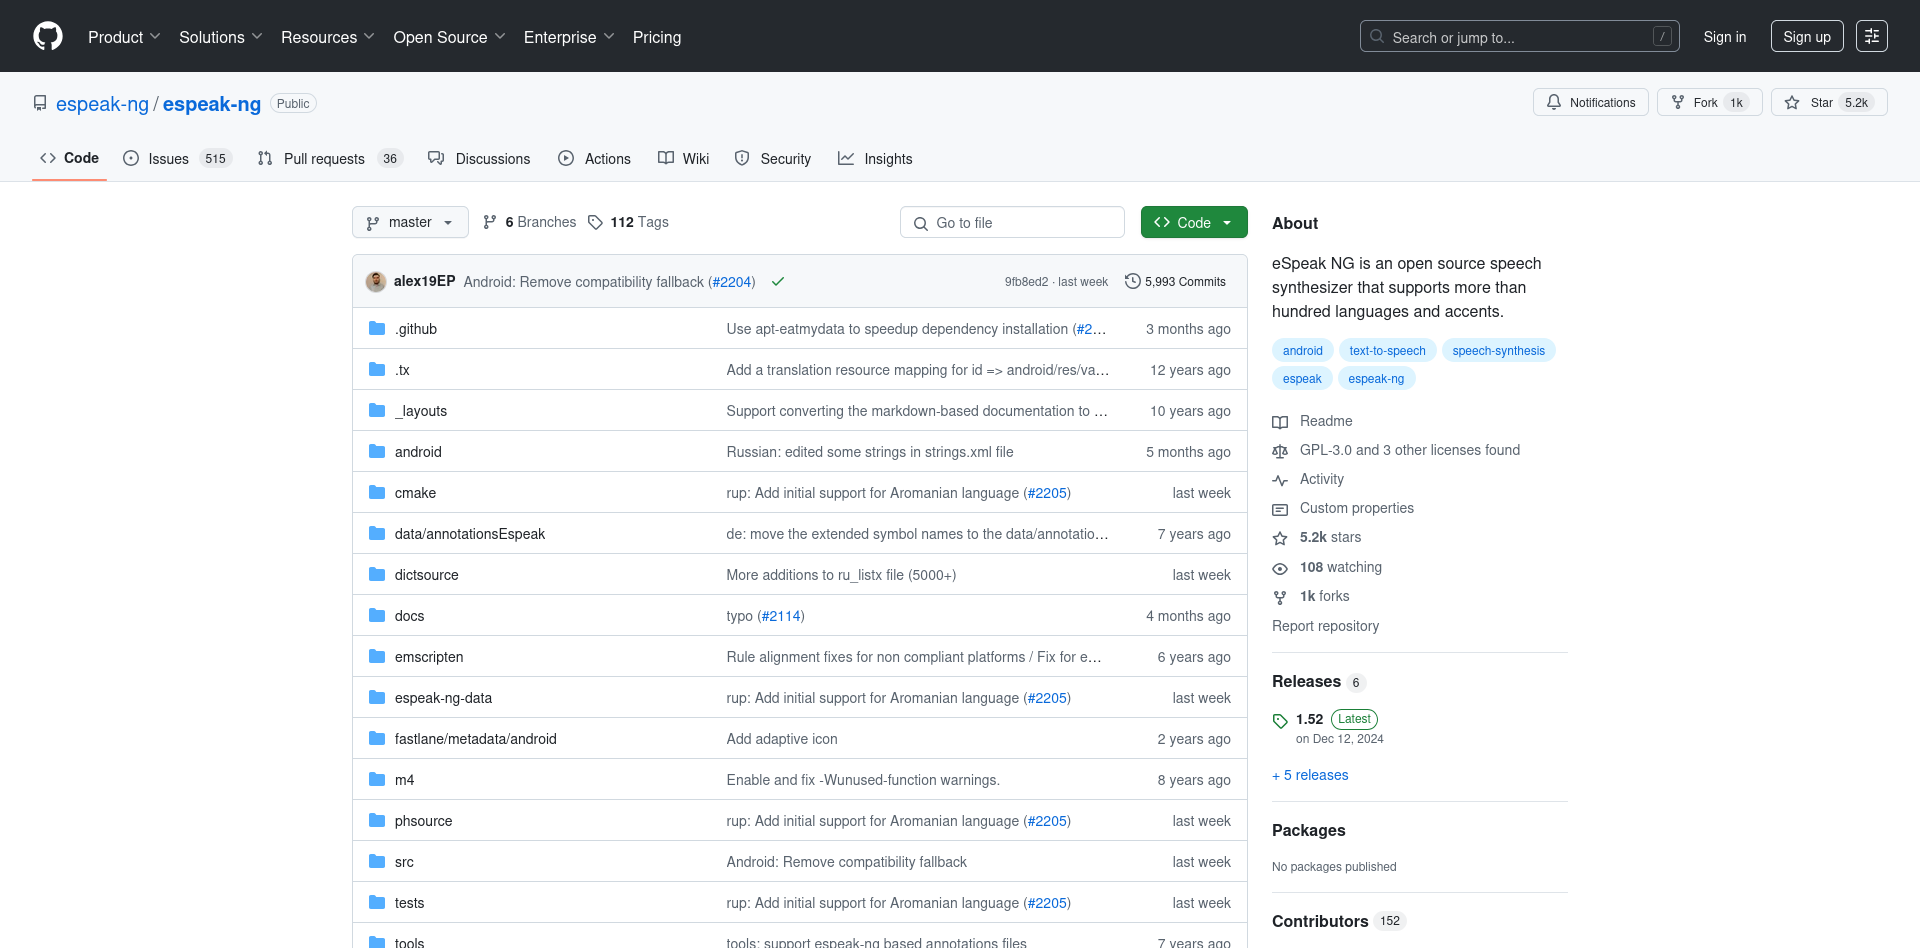 Product Solutions Resources Open Source Enterprise Pricing Search or jump to... / Sign in Sign up
espeak-ng / espeak-ng Public Notifications Fork 1k Star 5.2k
Code Issues 515 Pull requests 36 Discussions Actions Wiki Security Insights
master 6 Branches 112 Tags Go to file Code
alex19EP Android: Remove compatibility fallback (#2204) 9fb8ed2 · last week 5,993 Commits
.github Use apt-eatmydata to speedup dependency installation (#2... 3 months ago
.tx Add a translation resource mapping for id => android/res/va... 12 years ago
_layouts Support converting the markdown-based documentation to ... 10 years ago
android Russian: edited some strings in strings.xml file 5 months ago
cmake rup: Add initial support for Aromanian language (#2205) last week
data/annotationsEspeak de: move the extended symbol names to the data/annotatio... 7 years ago
dictsource More additions to ru_listx file (5000+) last week
docs typo (#2114) 4 months ago
emscripten Rule alignment fixes for non compliant platforms / Fix for e... 6 years ago
espeak-ng-data rup: Add initial support for Aromanian language (#2205) last week
fastlane/metadata/android Add adaptive icon 2 years ago
m4 Enable and fix -Wunused-function warnings. 8 years ago
phsource rup: Add initial support for Aromanian language (#2205) last week
src Android: Remove compatibility fallback last week
tests rup: Add initial support for Aromanian language (#2205) last week
tools tools: support espeak-ng based annotations files 7 years ago
About
eSpeak NG is an open source speech
synthesizer that supports more than
hundred languages and accents.
android text-to-speech speech-synthesis
espeak espeak-ng
Readme
GPL-3.0 and 3 other licenses found
Activity
Custom properties
5.2k stars
108 watching
1k forks
Report repository
Releases 6
1.52 Latest
on Dec 12, 2024
+ 5 releases
Packages
No packages published
Contributors 152